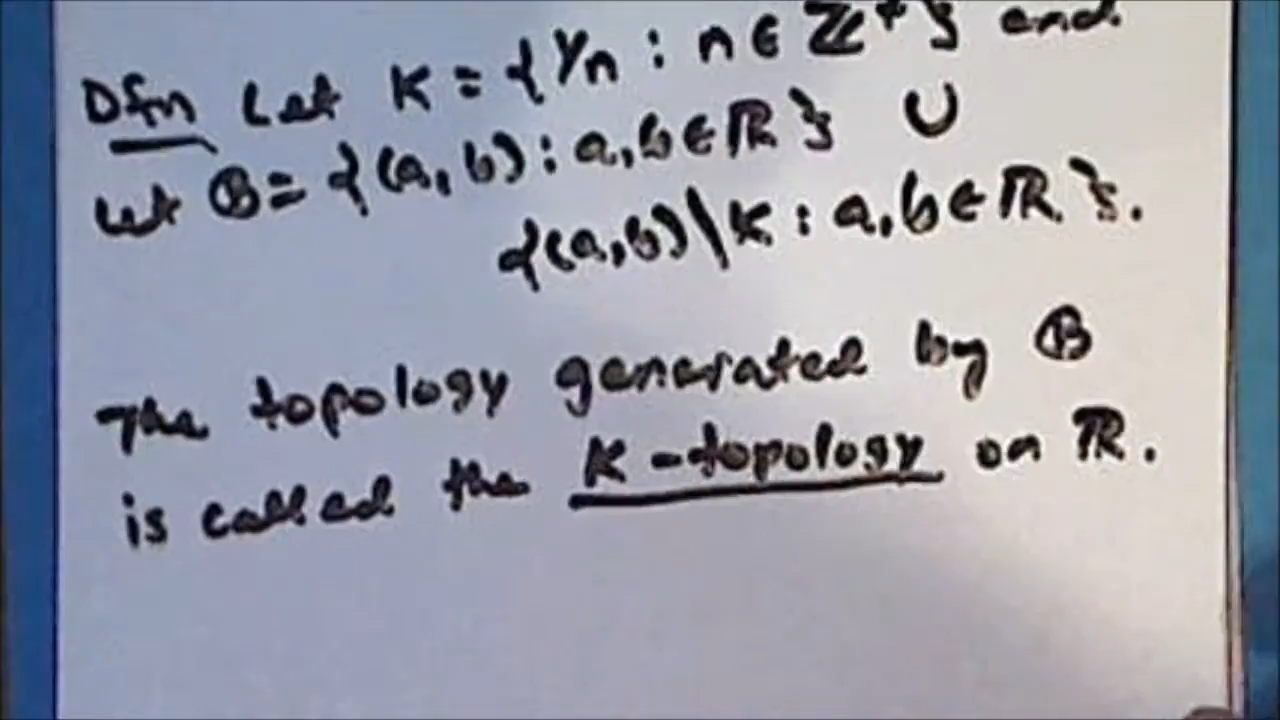 Dfn Let K = {1/n : n ∈ ℤ⁺} and
Let ℬ = {(a,b) : a,b ∈ ℝ} ∪
{(a,b) \ K : a,b ∈ ℝ}.
The topology generated by ℬ
is called the K-topology on ℝ.